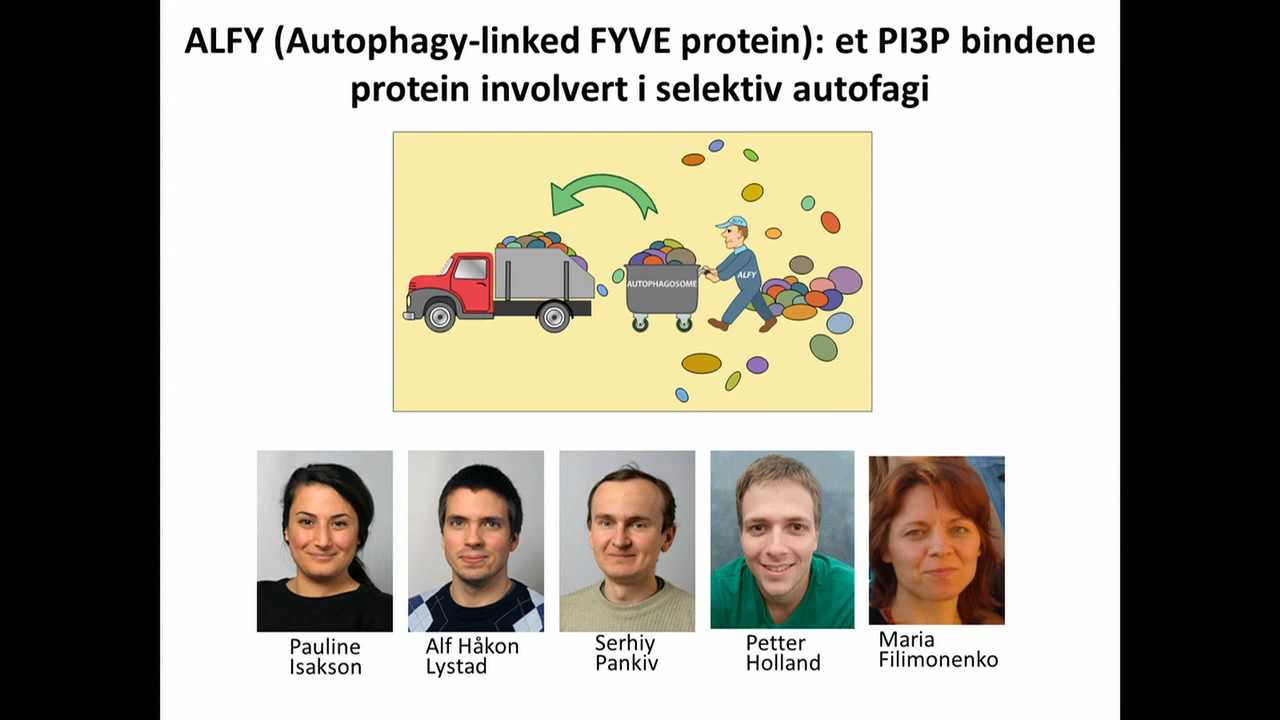 ALFY (Autophagy-linked FYVE protein): et PI3P bindene
protein involvert i selektiv autofagi
ALFY
AUTOPHAGOSOME
ALFY
Pauline
Isakson
Alf Håkon
Lystad
Serhiy
Pankiv
Petter
Holland
Maria
Filimonenko